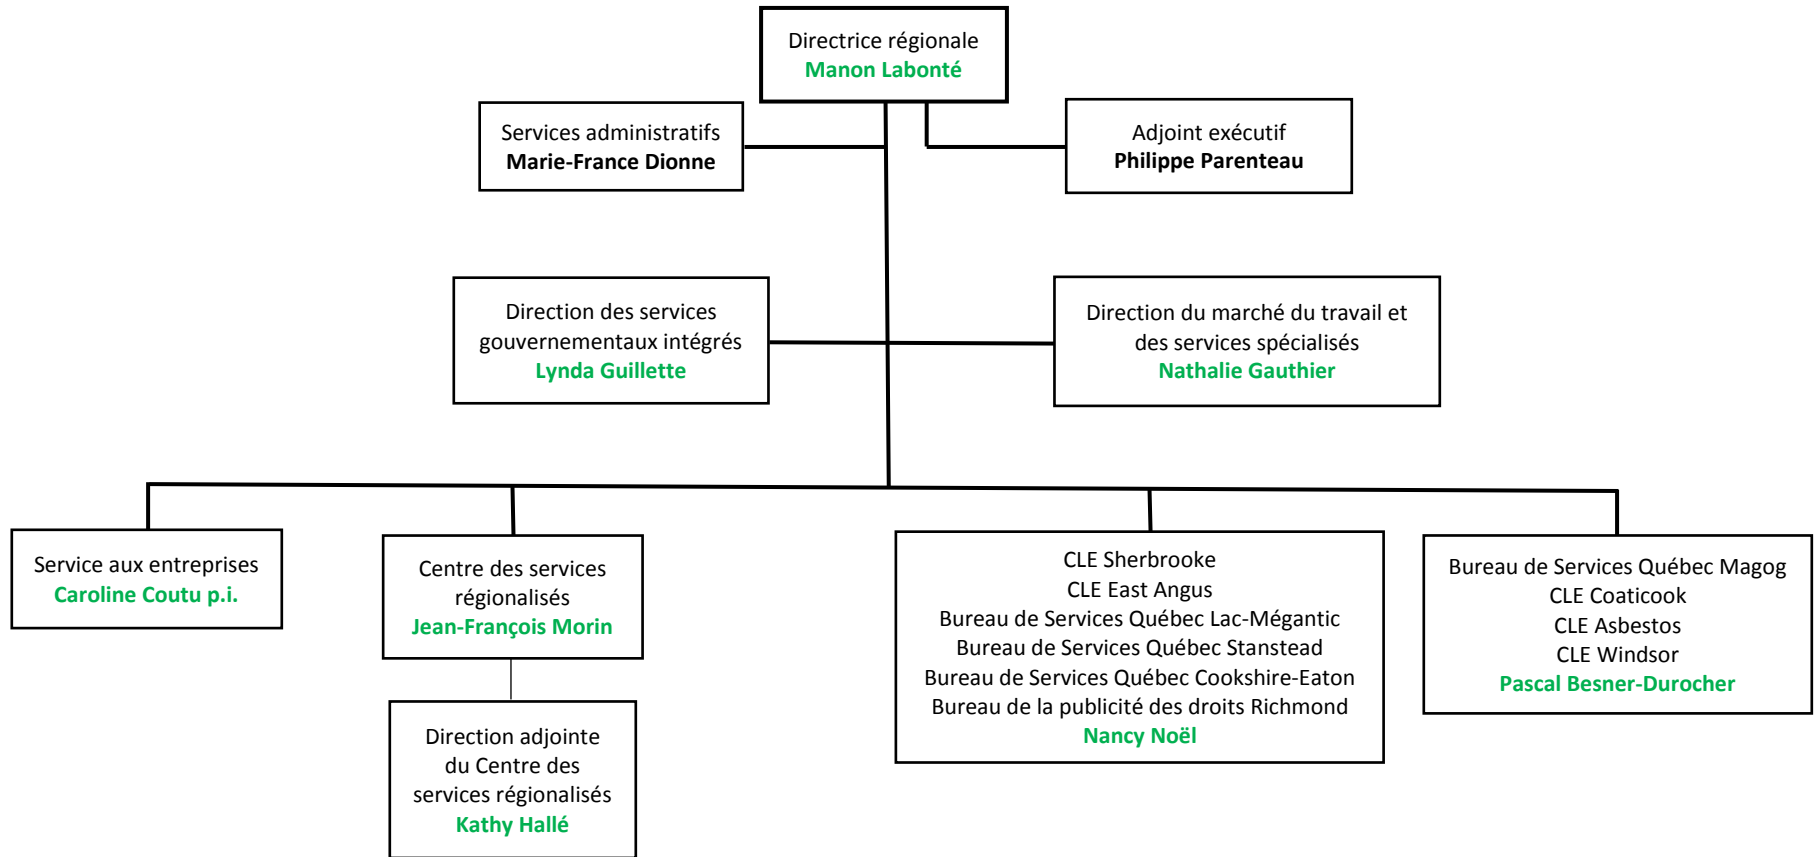 Directrice régionale
Manon Labonté
Services administratifs
Marie-France Dionne
Adjoint exécutif
Philippe Parenteau
Direction des services
gouvernementaux intégrés
Lynda Guillette
Direction du marché du travail et
des services spécialisés
Nathalie Gauthier
Service aux entreprises
Caroline Coutu p.i.
Centre des services
régionalisés
Jean-François Morin
CLE Sherbrooke
CLE East Angus
Bureau de Services Québec Lac-Mégantic
Bureau de Services Québec Stanstead
Bureau de Services Québec Cookshire-Eaton
Bureau de la publicité des droits Richmond
Nancy Noël
Bureau de Services Québec Magog
CLE Coaticook
CLE Asbestos
CLE Windsor
Pascal Besner-Durocher
Direction adjointe
du Centre des
services régionalisés
Kathy Hallé